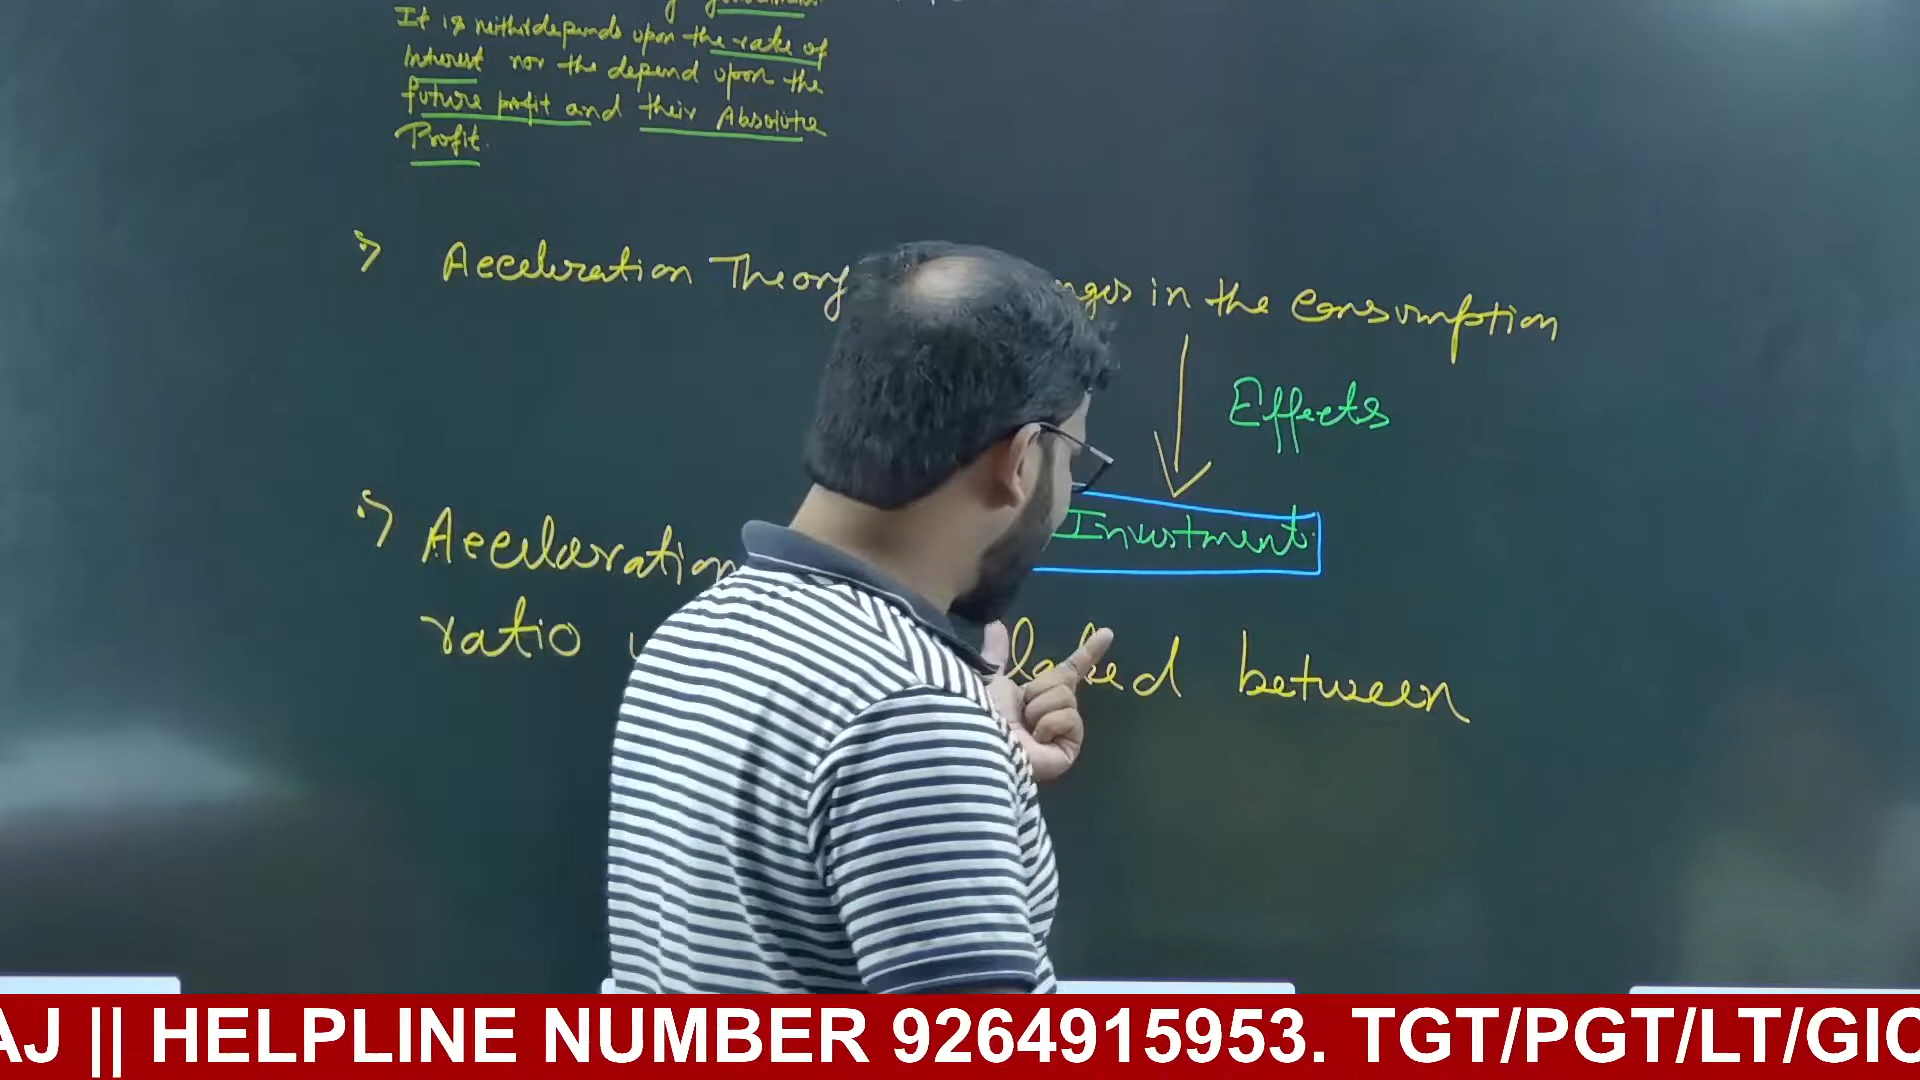 It is neither depends upon the rate of
Interest nor the depend upon the
future profit and their Absolute
Profit.
Acceleration Theory in the Consumption
Effects
Investment
Acceleration
ratio between
AJ || HELPLINE NUMBER 9264915953. TGT/PGT/LT/GIC